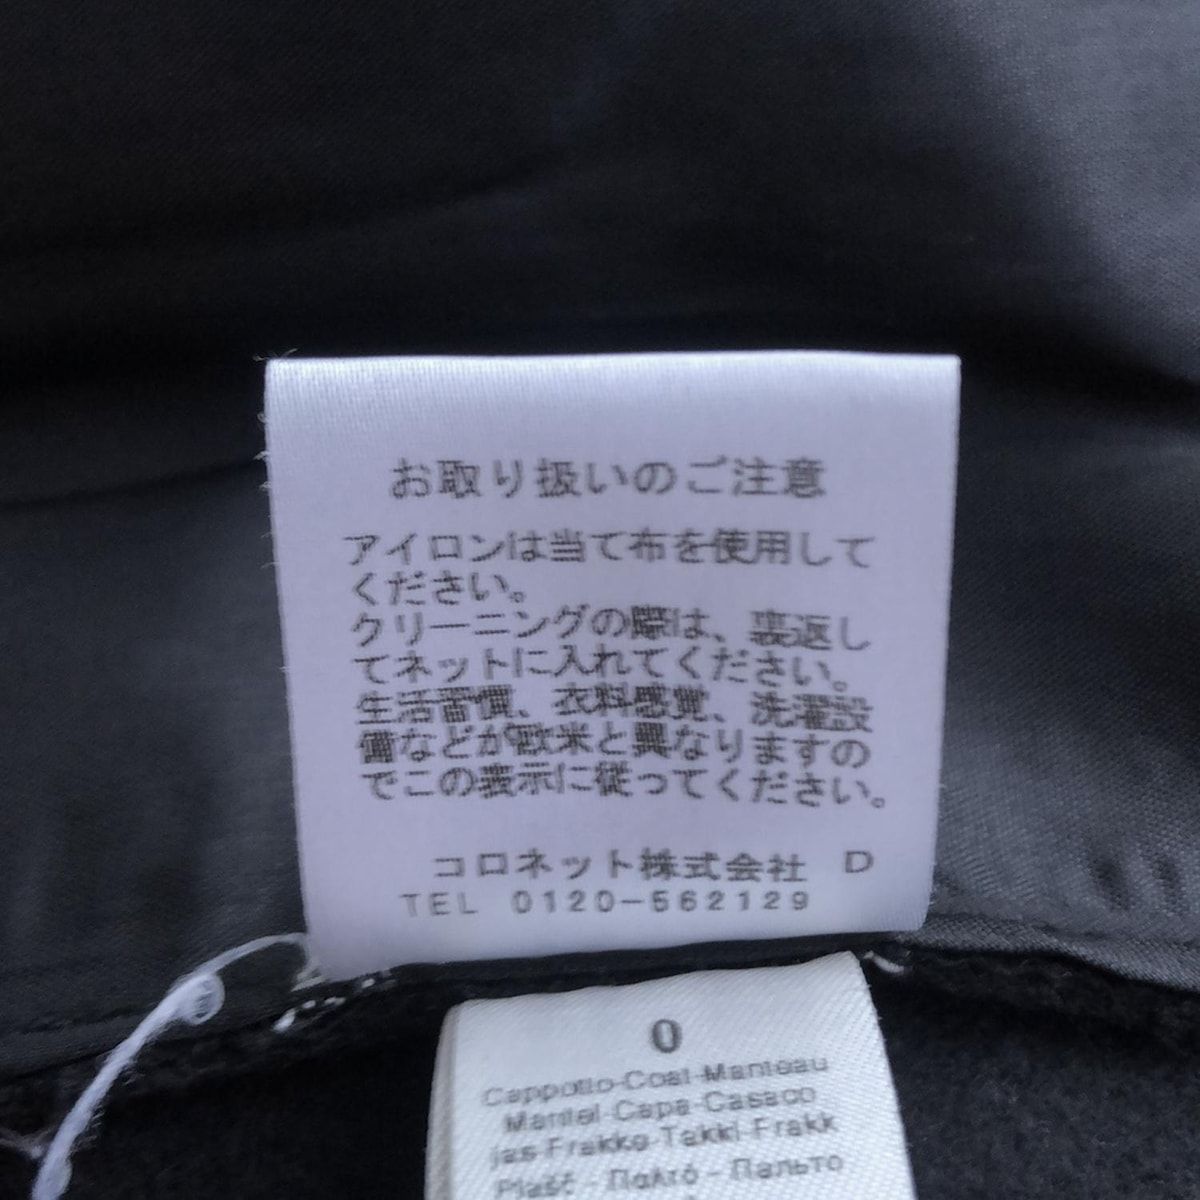 お取り扱いのご注意
アイロンは当て布を使用して
ください。
クリーニングの際は、裏返し
てネットに入れてください。
生活習慣、衣料感覚、洗濯設
備などが欧米と異なりますの
でこの表示に従ってください。
コロネット株式会社 D
TEL 0120-562129
0
Cappotto-Coat-Manteau
Mantel-Capa-Casaco
jas-Frakke-Takki-Frakk
Plašč - Παλτό - Пальто